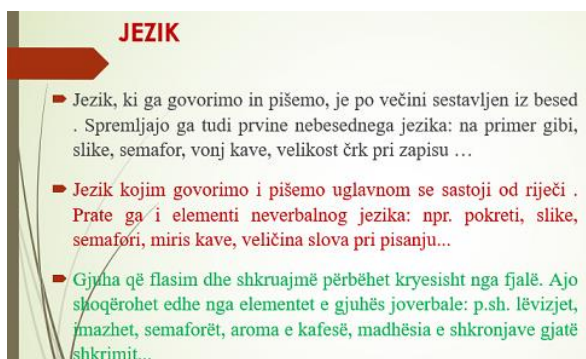 JEZIK
Jezik, ki ga govorimo in pišemo, je po večini sestavljen iz besed
. Spremljajo ga tudi prvine nebesednega jezika: na primer gibi,
slike, semafor, vonj kave, velikost črk pri zapisu …
Jezik kojim govorimo i pišemo uglavnom se sastoji od riječi .
Prate ga i elementi neverbalnog jezika: npr. pokreti, slike,
semafori, miris kave, veličina slova pri pisanju...
Gjuha që flasim dhe shkruajmë përbëhet kryesisht nga fjalë. Ajo
shoqërohet edhe nga elementet e gjuhës joverbale: p.sh. lëvizjet,
imazhet, semaforët, aroma e kafesë, madhësia e shkronjave gjatë
shkrimit...